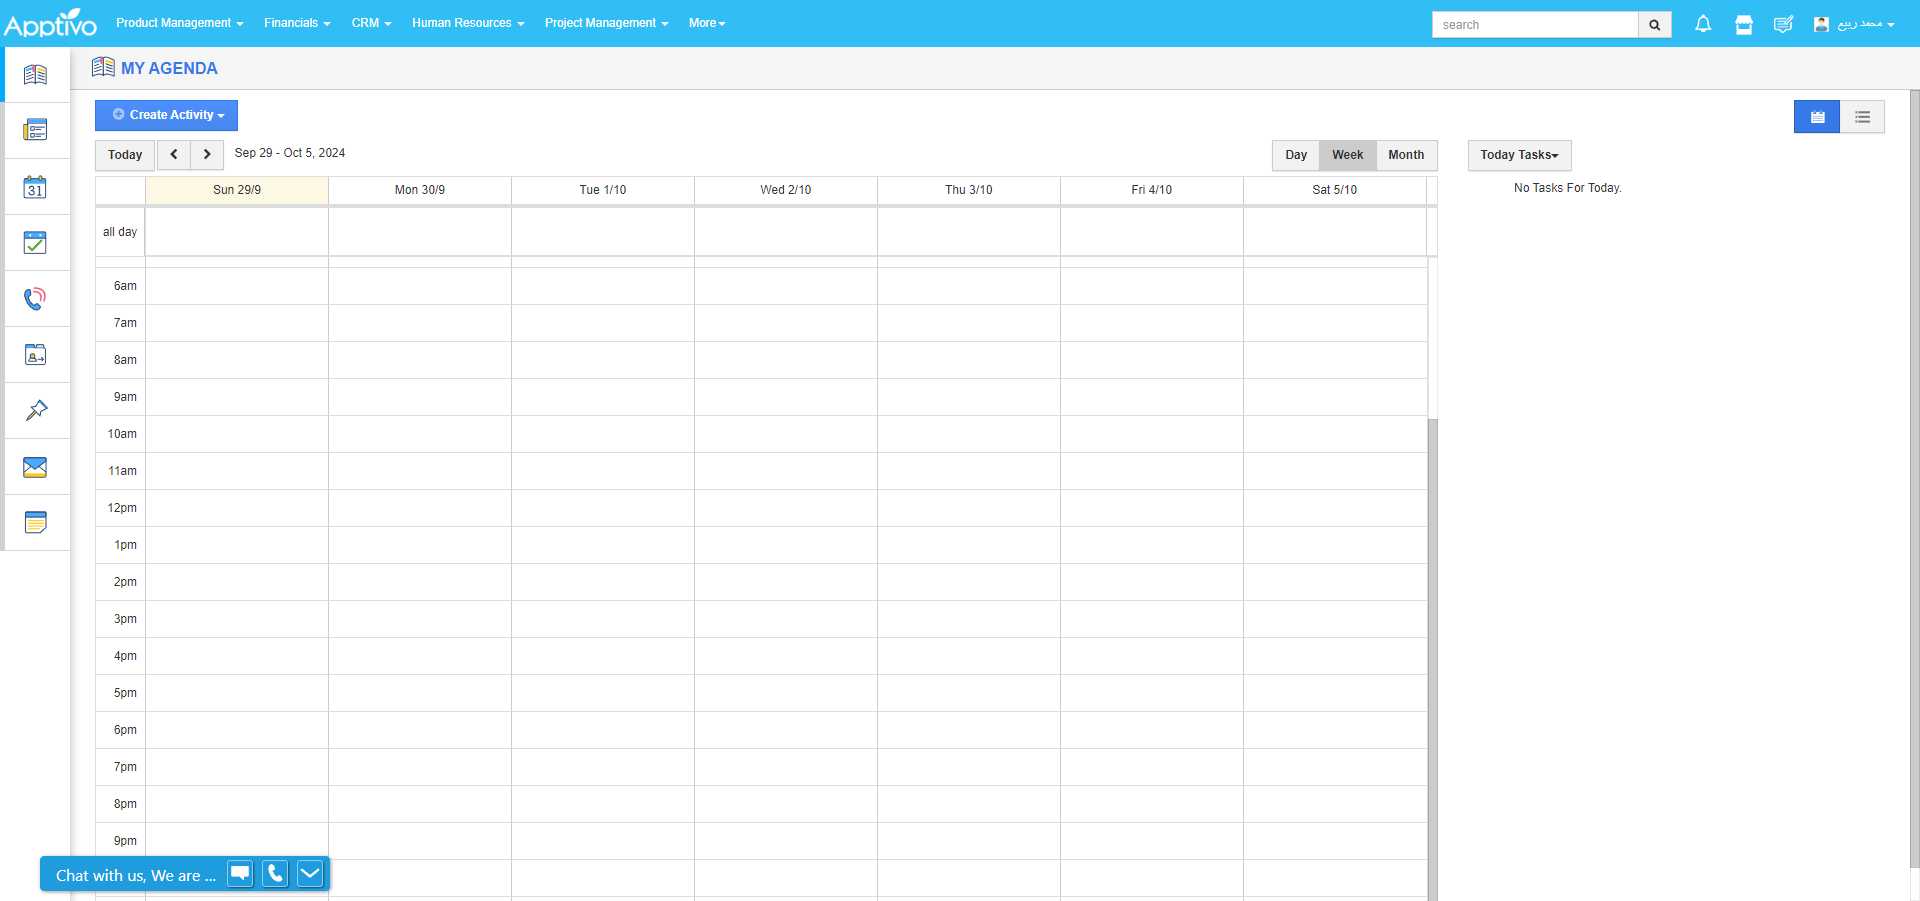 Apptivo Product Management Financials CRM Human Resources Project Management More search محمد ربيع
MY AGENDA
Create Activity
Today Sep 29 - Oct 5, 2024 Day Week Month Today Tasks
Sun 29/9 Mon 30/9 Tue 1/10 Wed 2/10 Thu 3/10 Fri 4/10 Sat 5/10
No Tasks For Today.
31
all day
6am
7am
8am
9am
10am
11am
12pm
1pm
2pm
3pm
4pm
5pm
6pm
7pm
8pm
9pm
Chat with us, We are ...